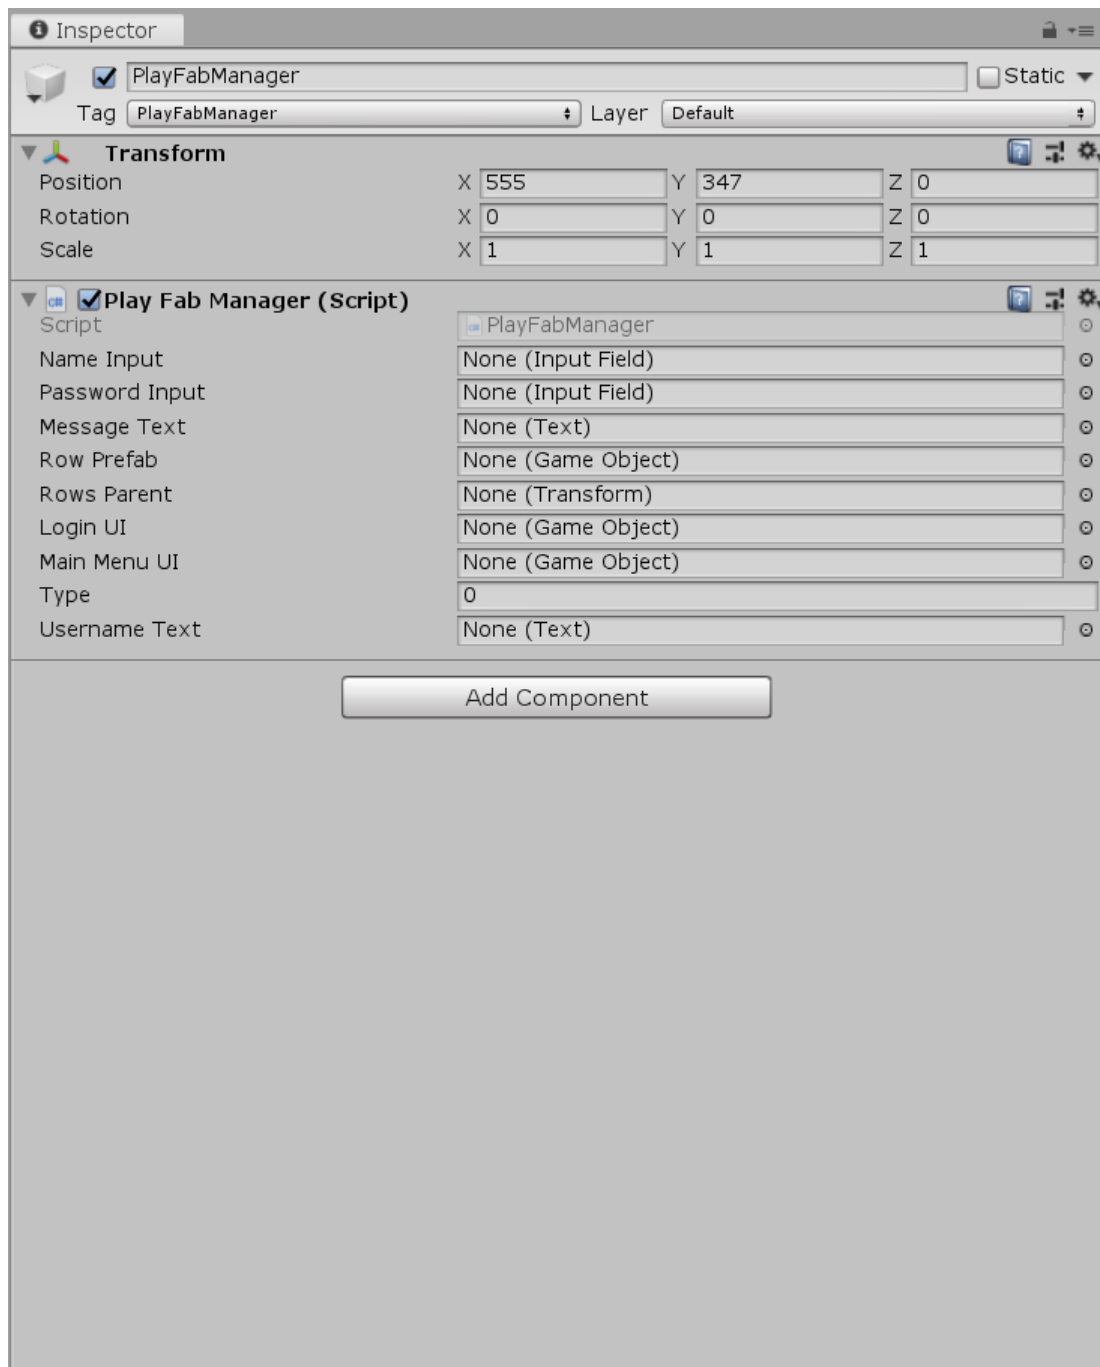 Inspector
PlayFabManager Static
Tag PlayFabManager Layer Default
Transform
Position X 555 Y 347 Z 0
Rotation X 0 Y 0 Z 0
Scale X 1 Y 1 Z 1
Play Fab Manager (Script)
Script PlayFabManager
Name Input None (Input Field)
Password Input None (Input Field)
Message Text None (Text)
Row Prefab None (Game Object)
Rows Parent None (Transform)
Login UI None (Game Object)
Main Menu UI None (Game Object)
Type 0
Username Text None (Text)
Add Component